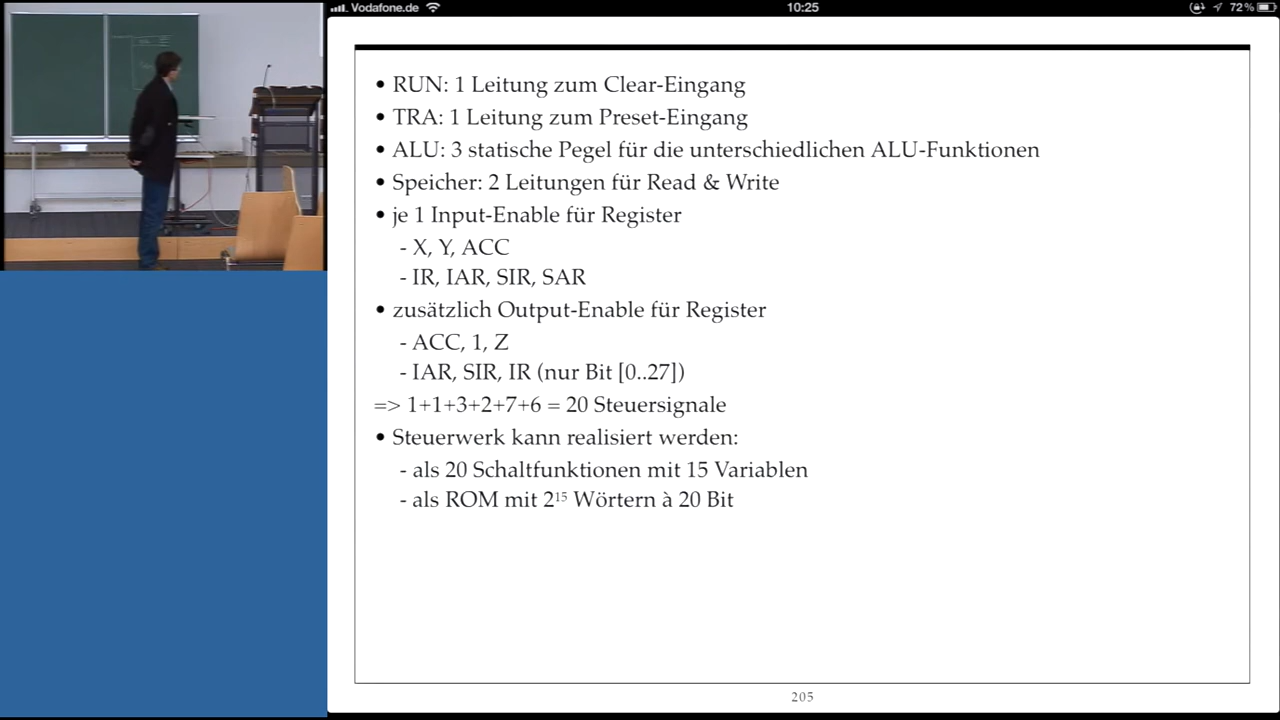 Vodafone.de
10:25
72%
• RUN: 1 Leitung zum Clear-Eingang
• TRA: 1 Leitung zum Preset-Eingang
• ALU: 3 statische Pegel für die unterschiedlichen ALU-Funktionen
• Speicher: 2 Leitungen für Read & Write
• je 1 Input-Enable für Register
- X, Y, ACC
- IR, IAR, SIR, SAR
• zusätzlich Output-Enable für Register
- ACC, 1, Z
- IAR, SIR, IR (nur Bit [0..27])
=> 1+1+3+2+7+6 = 20 Steuersignale
• Steuerwerk kann realisiert werden:
- als 20 Schaltfunktionen mit 15 Variablen
- als ROM mit 2¹⁵ Wörtern à 20 Bit
205